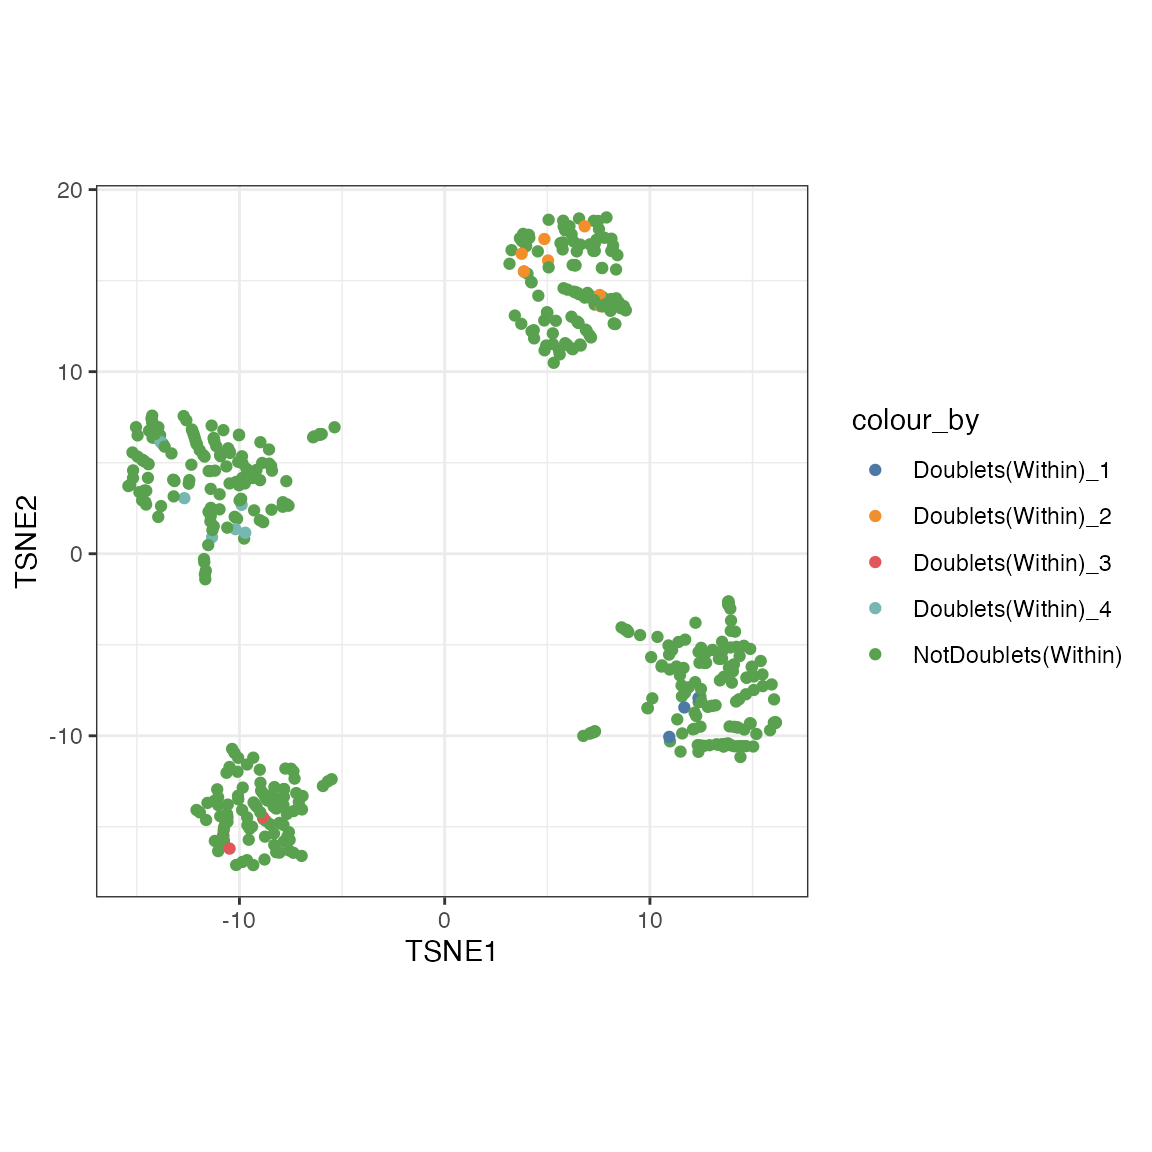 20
10
0
-10
TSNE2
-10
0
10
TSNE1
colour_by
Doublets(Within)_1
Doublets(Within)_2
Doublets(Within)_3
Doublets(Within)_4
NotDoublets(Within)